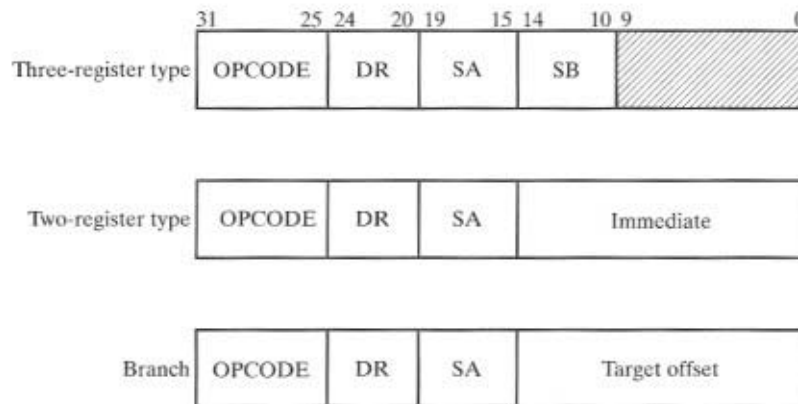 31 25 24 20 19 15 14 10 9
Three-register type OPCODE DR SA SB
Two-register type OPCODE DR SA Immediate
Branch OPCODE DR SA Target offset